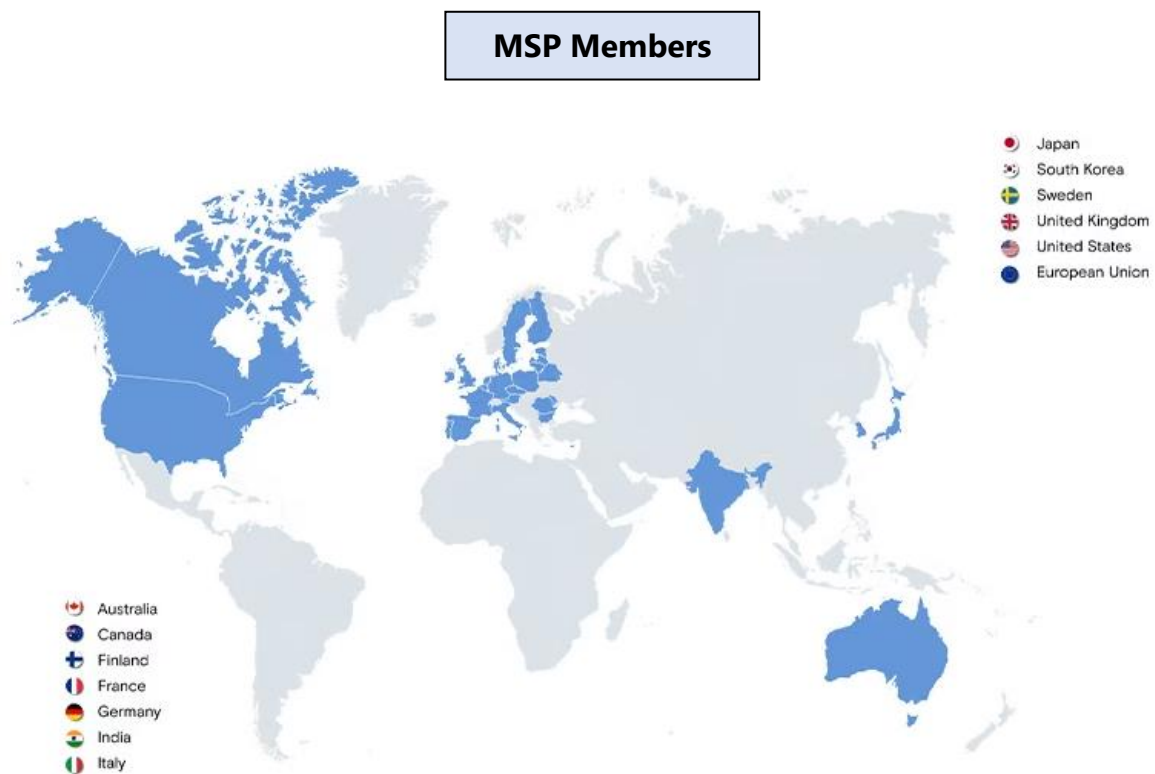 MSP Members
Japan
South Korea
Sweden
United Kingdom
United States
European Union
Australia
Canada
Finland
France
Germany
India
Italy